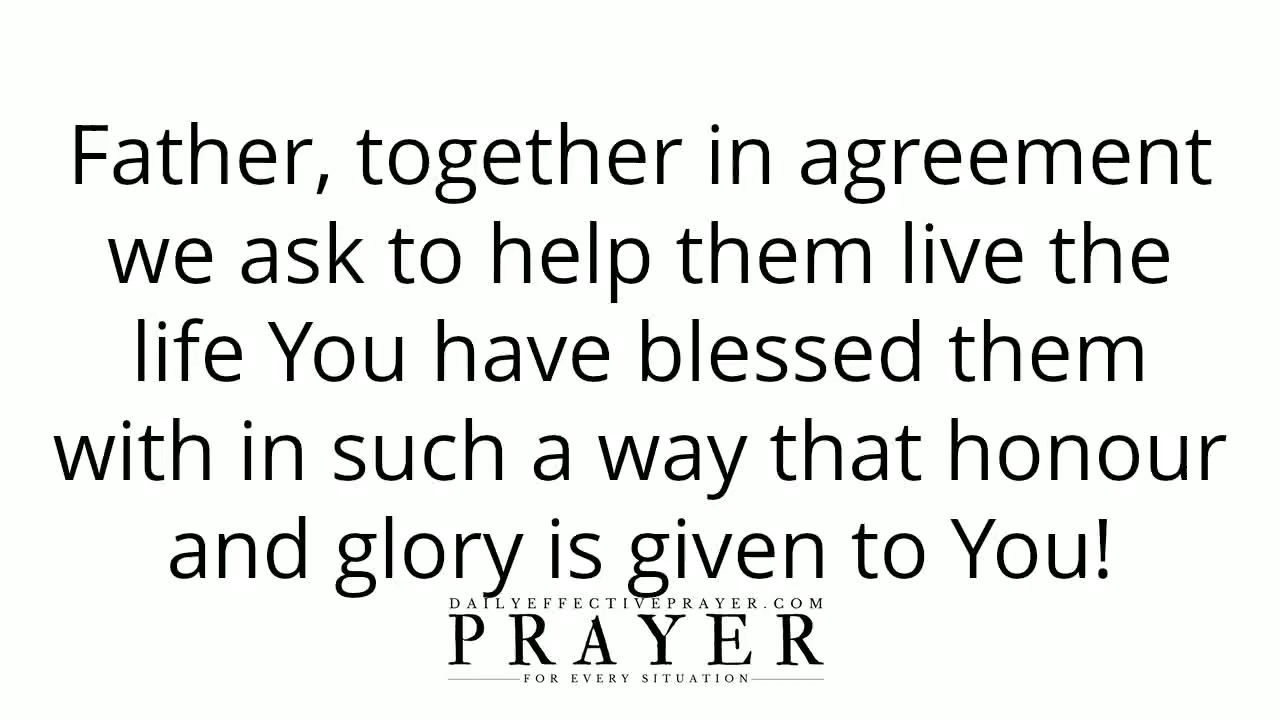 Father, together in agreement
we ask to help them live the
life You have blessed them
with in such a way that honour
and glory is given to You!
DAILYEFFECTIVEPRAYER.COM
PRAYER
FOR EVERY SITUATION